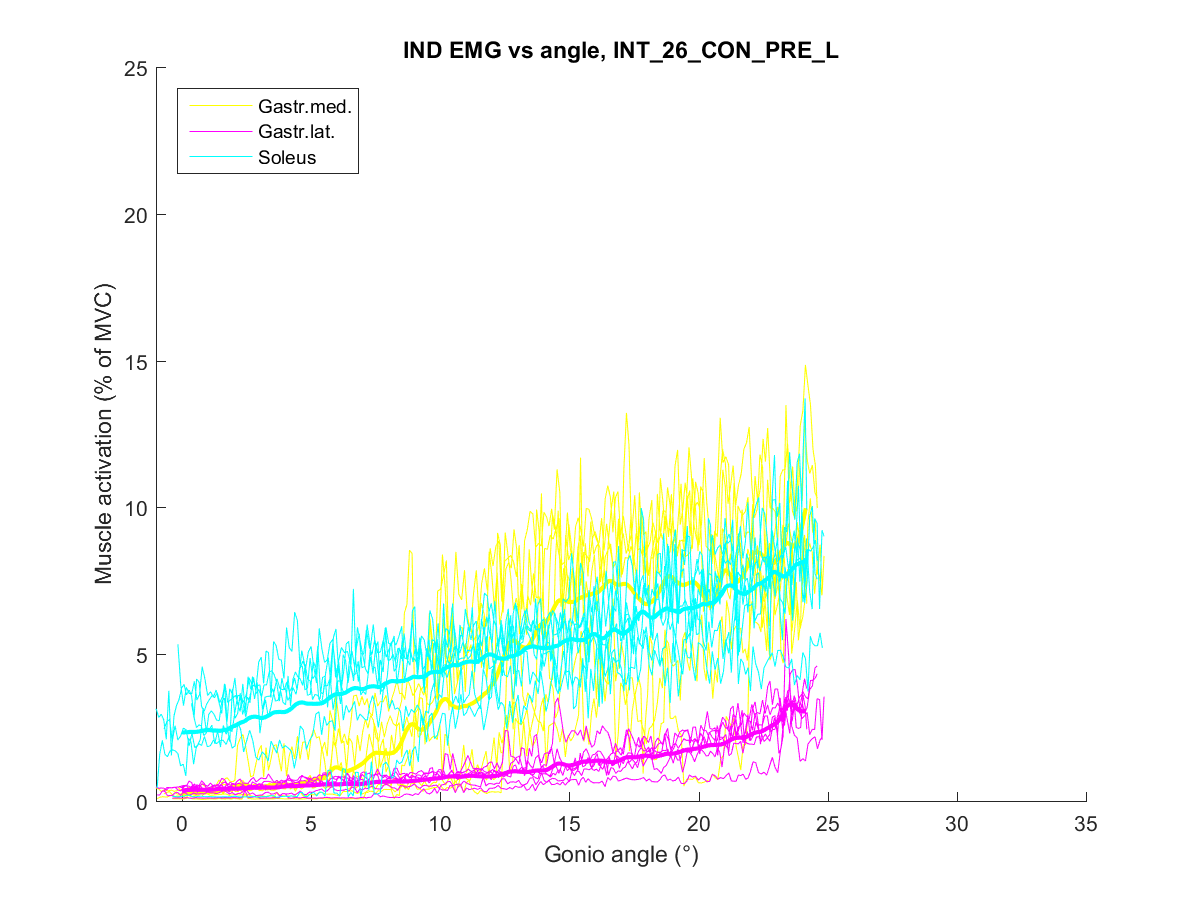 IND EMG vs angle, INT_26_CON_PRE_L
Gastr.med.
Gastr.lat.
Soleus
Muscle activation (% of MVC)
25
20
15
10
5
0
0 5 10 15 20 25 30 35
Gonio angle (°)